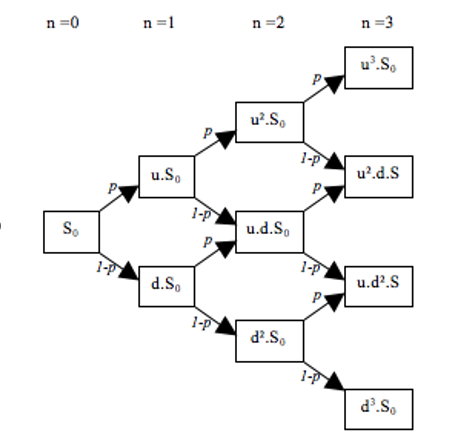 n =0 n =1 n =2 n =3
u³.S₀
p
u².S₀
p 1-p
u.S₀ u².d.S
p 1-p p
S₀ u.d.S₀
1-p p 1-p
d.S₀ u.d².S
1-p p
d².S₀
1-p
d³.S₀